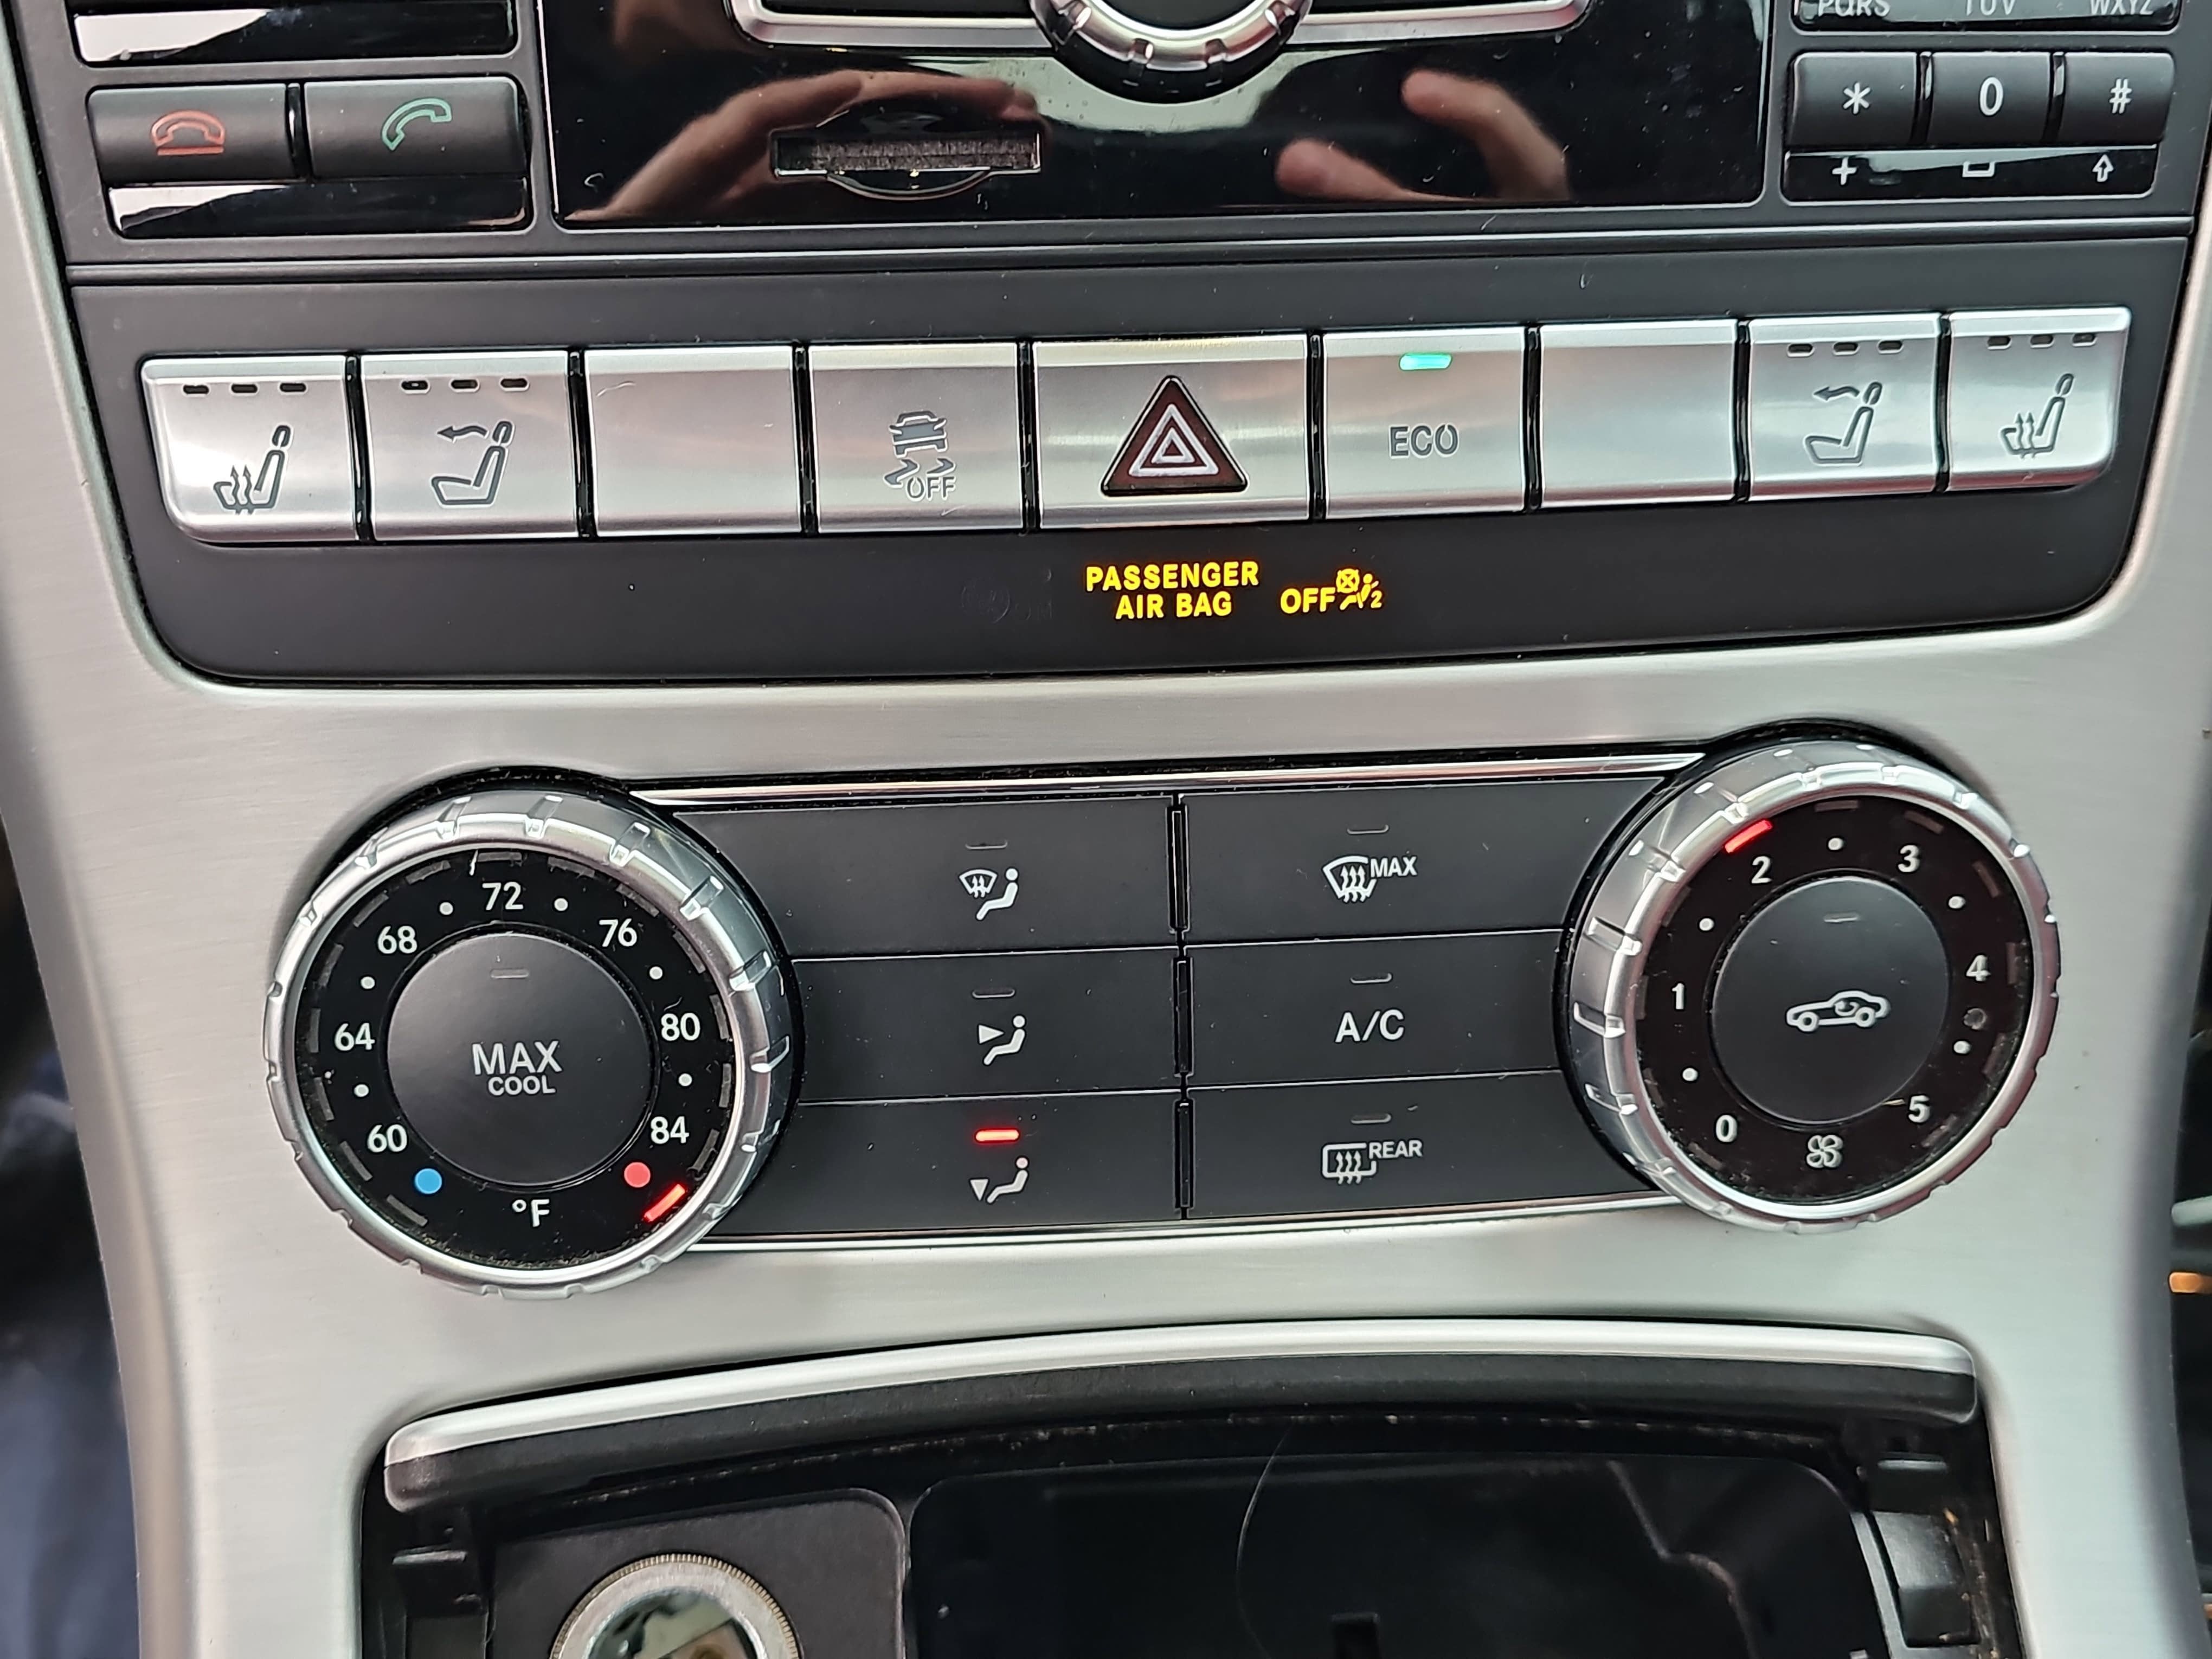 PQRS TUV WXYZ
* 0 #
+
OFF
ECO
PASSENGER
AIR BAG OFF 2
72
68 76
64 80
60 84
°F
MAX
COOL
MAX
A/C
REAR
2 3
1 4
0 5